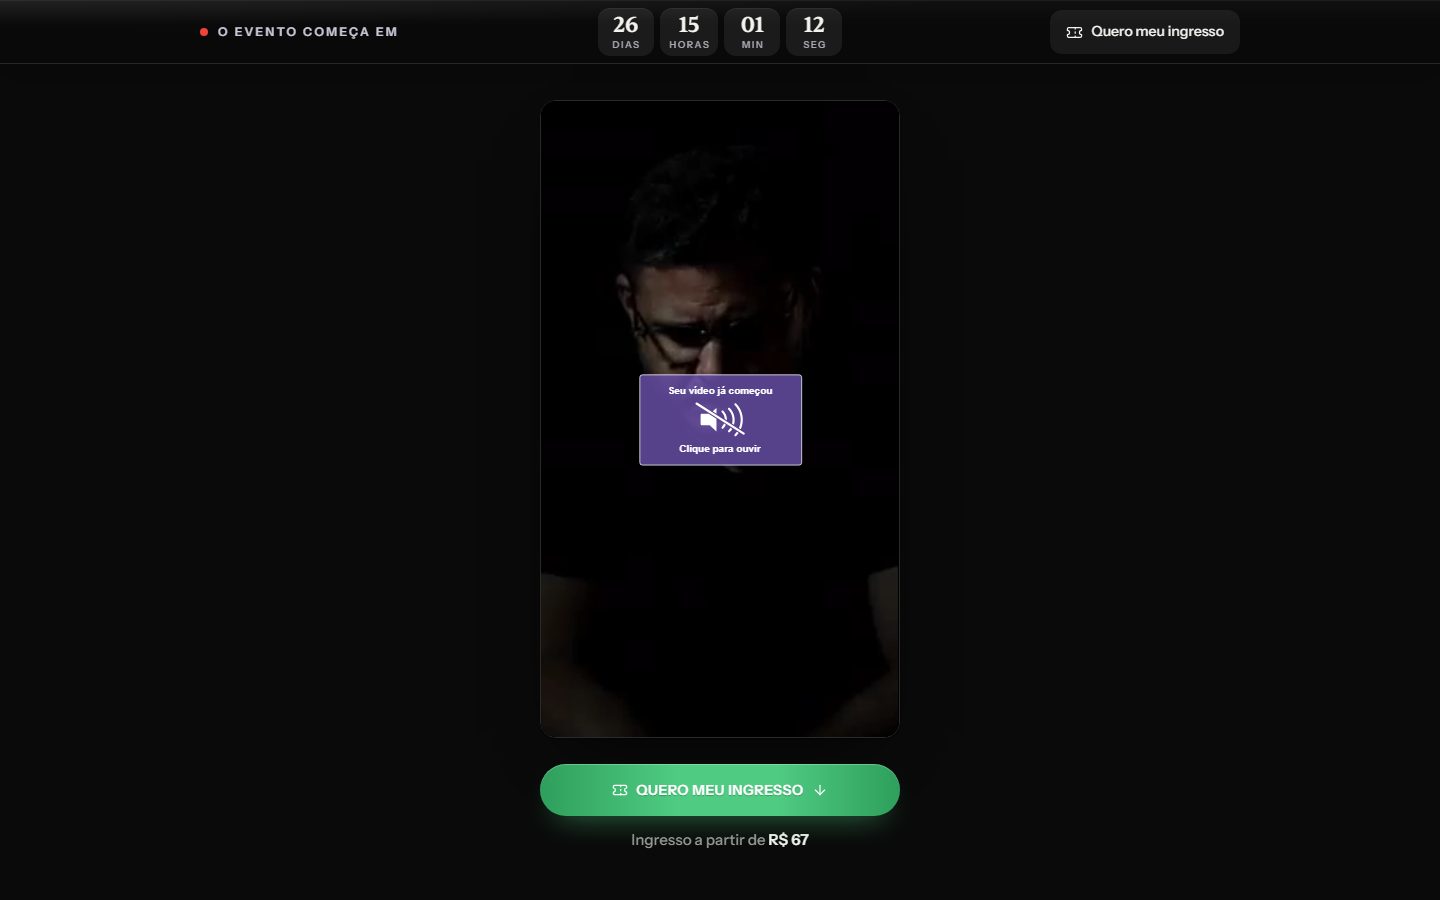 O EVENTO COMEÇA EM
26 15 01 12
DIAS HORAS MIN SEG
Quero meu ingresso
Seu vídeo já começou
Clique para ouvir
QUERO MEU INGRESSO
Ingresso a partir de R$ 67